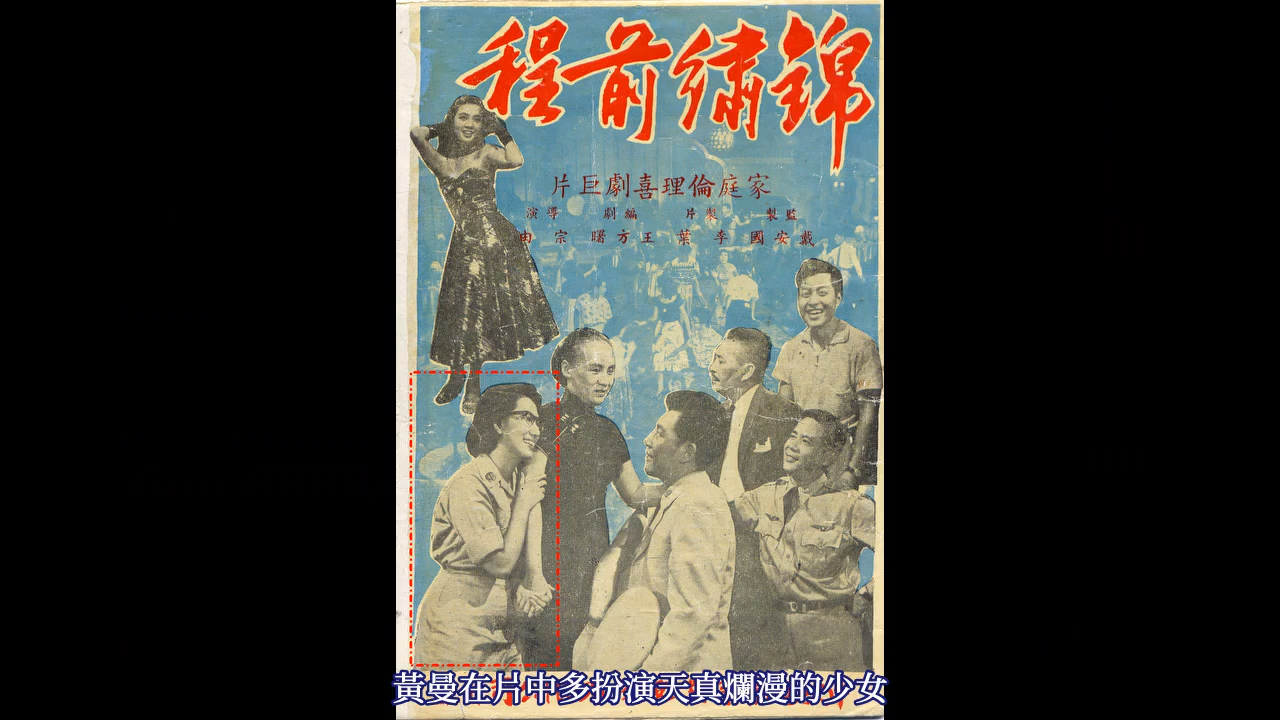 錦繡前程
家庭倫理喜劇巨片
監製 製片 編劇 導演
戴安國 李葉 王方曙 宗由
黃曼在片中多扮演天真爛漫的少女